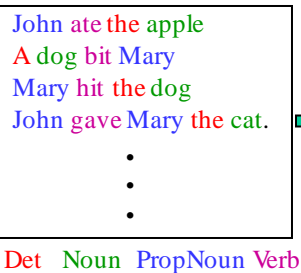 John ate the apple
A dog bit Mary
Mary hit the dog
John gave Mary the cat.
•
•
•
Det Noun PropNoun Verb